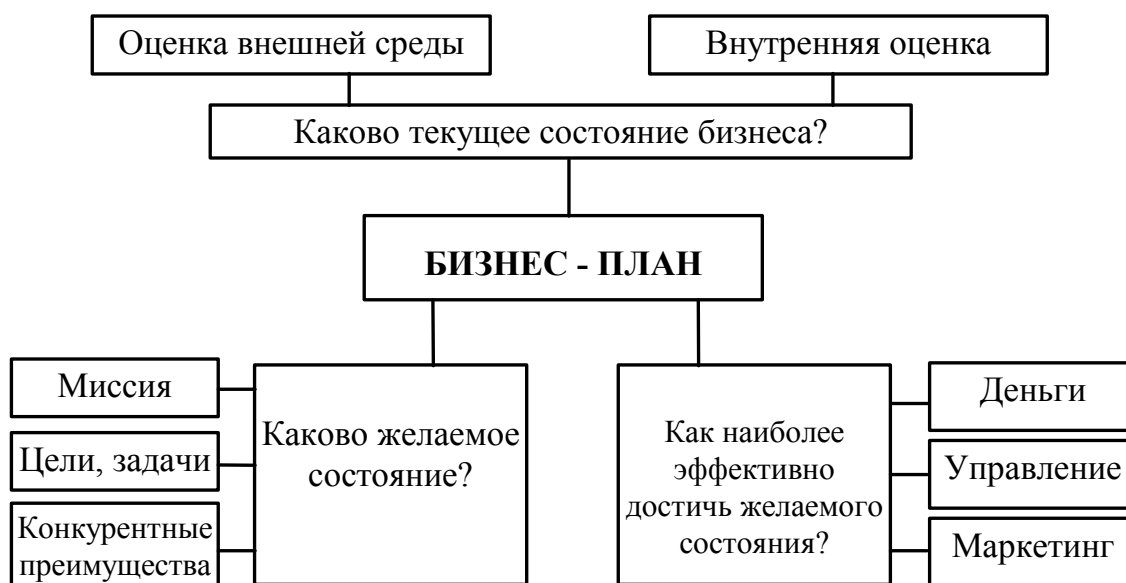 Оценка внешней среды
Внутренняя оценка
Каково текущее состояние бизнеса?
БИЗНЕС - ПЛАН
Миссия
Цели, задачи
Конкурентные
преимущества
Каково желаемое
состояние?
Как наиболее
эффективно
достичь желаемого
состояния?
Деньги
Управление
Маркетинг